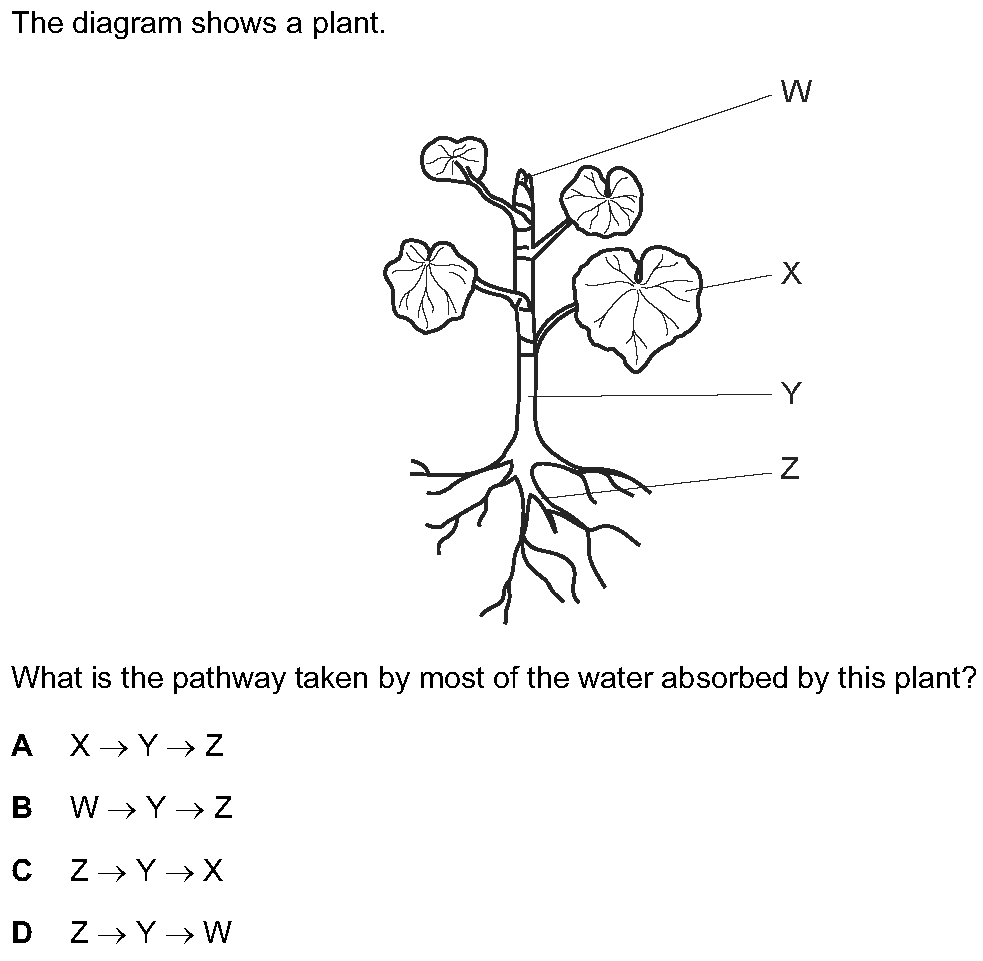 The diagram shows a plant.
W
X
Y
Z
What is the pathway taken by most of the water absorbed by this plant?
A X → Y → Z
B W → Y → Z
C Z → Y → X
D Z → Y → W